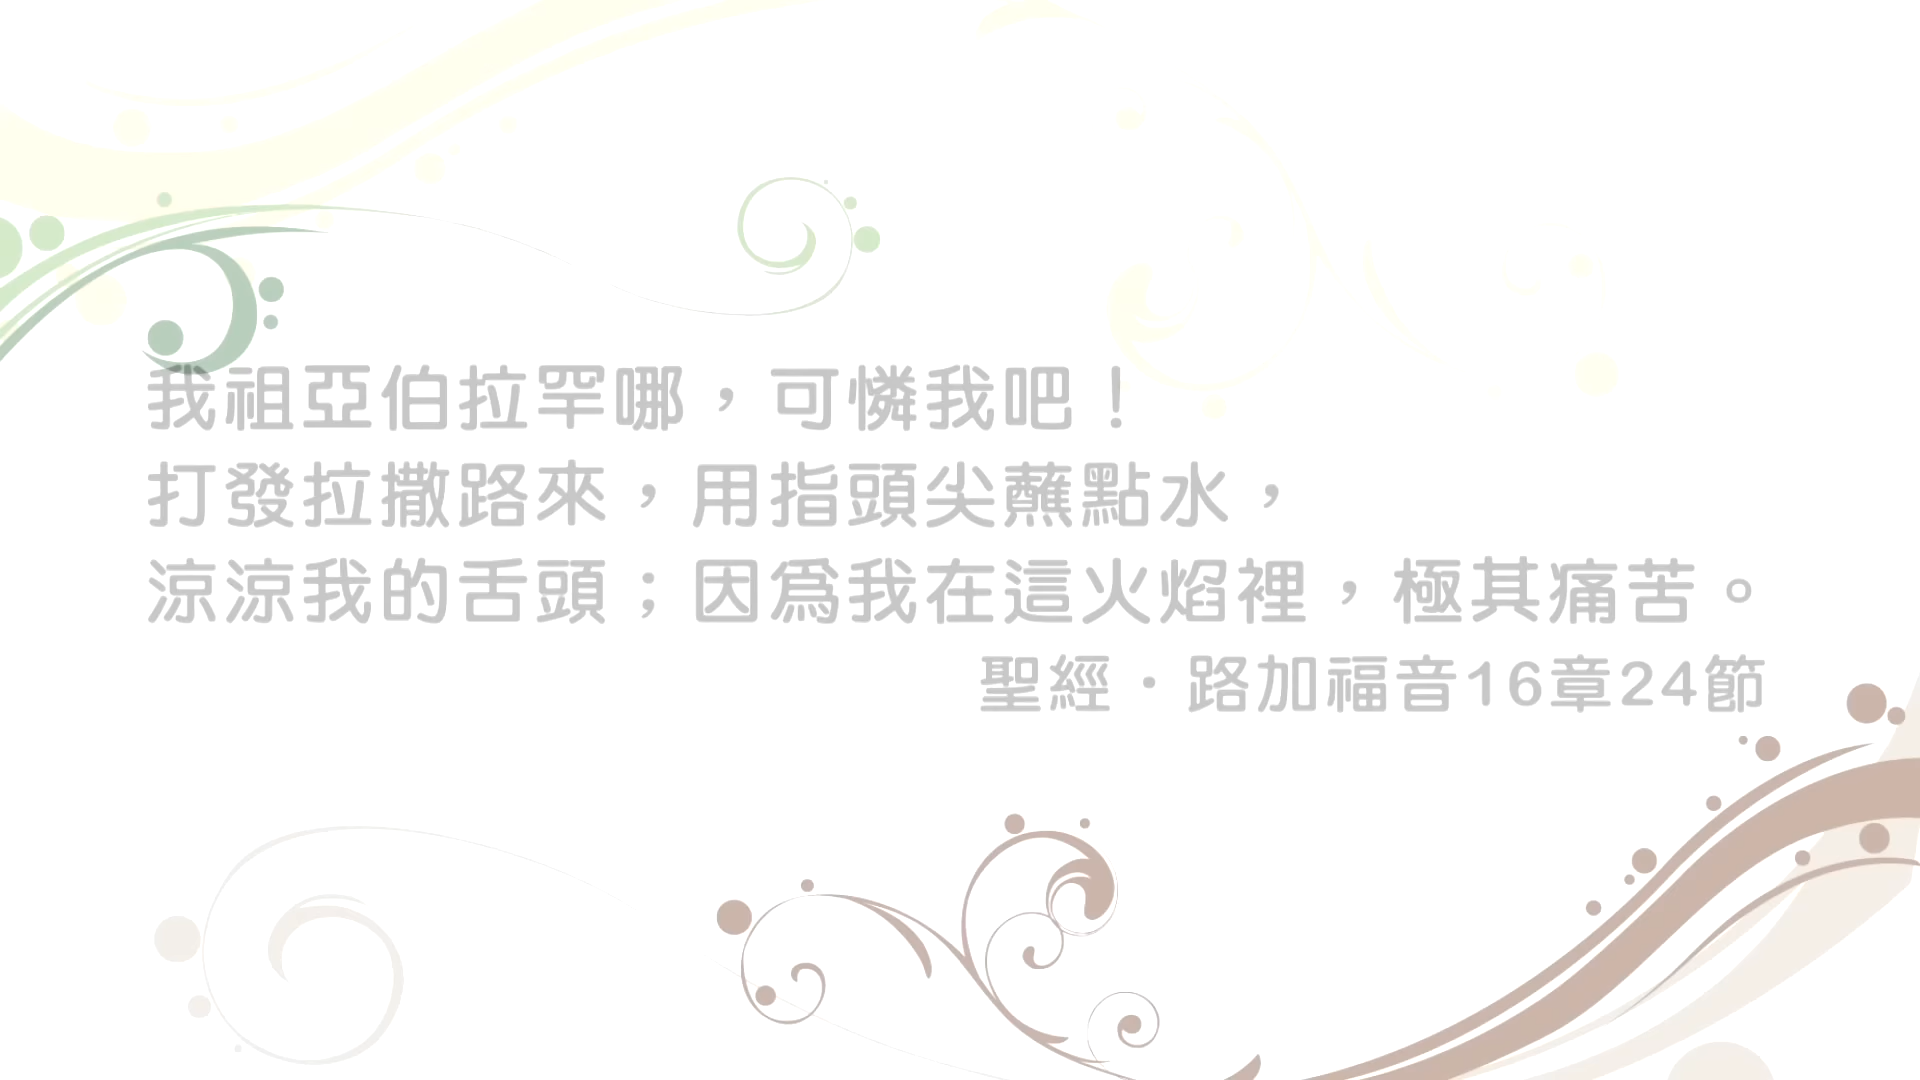 我祖亞伯拉罕哪，可憐我吧！
打發拉撒路來，用指頭尖蘸點水，
涼涼我的舌頭；因爲我在這火焰裡，極其痛苦。
聖經．路加福音16章24節